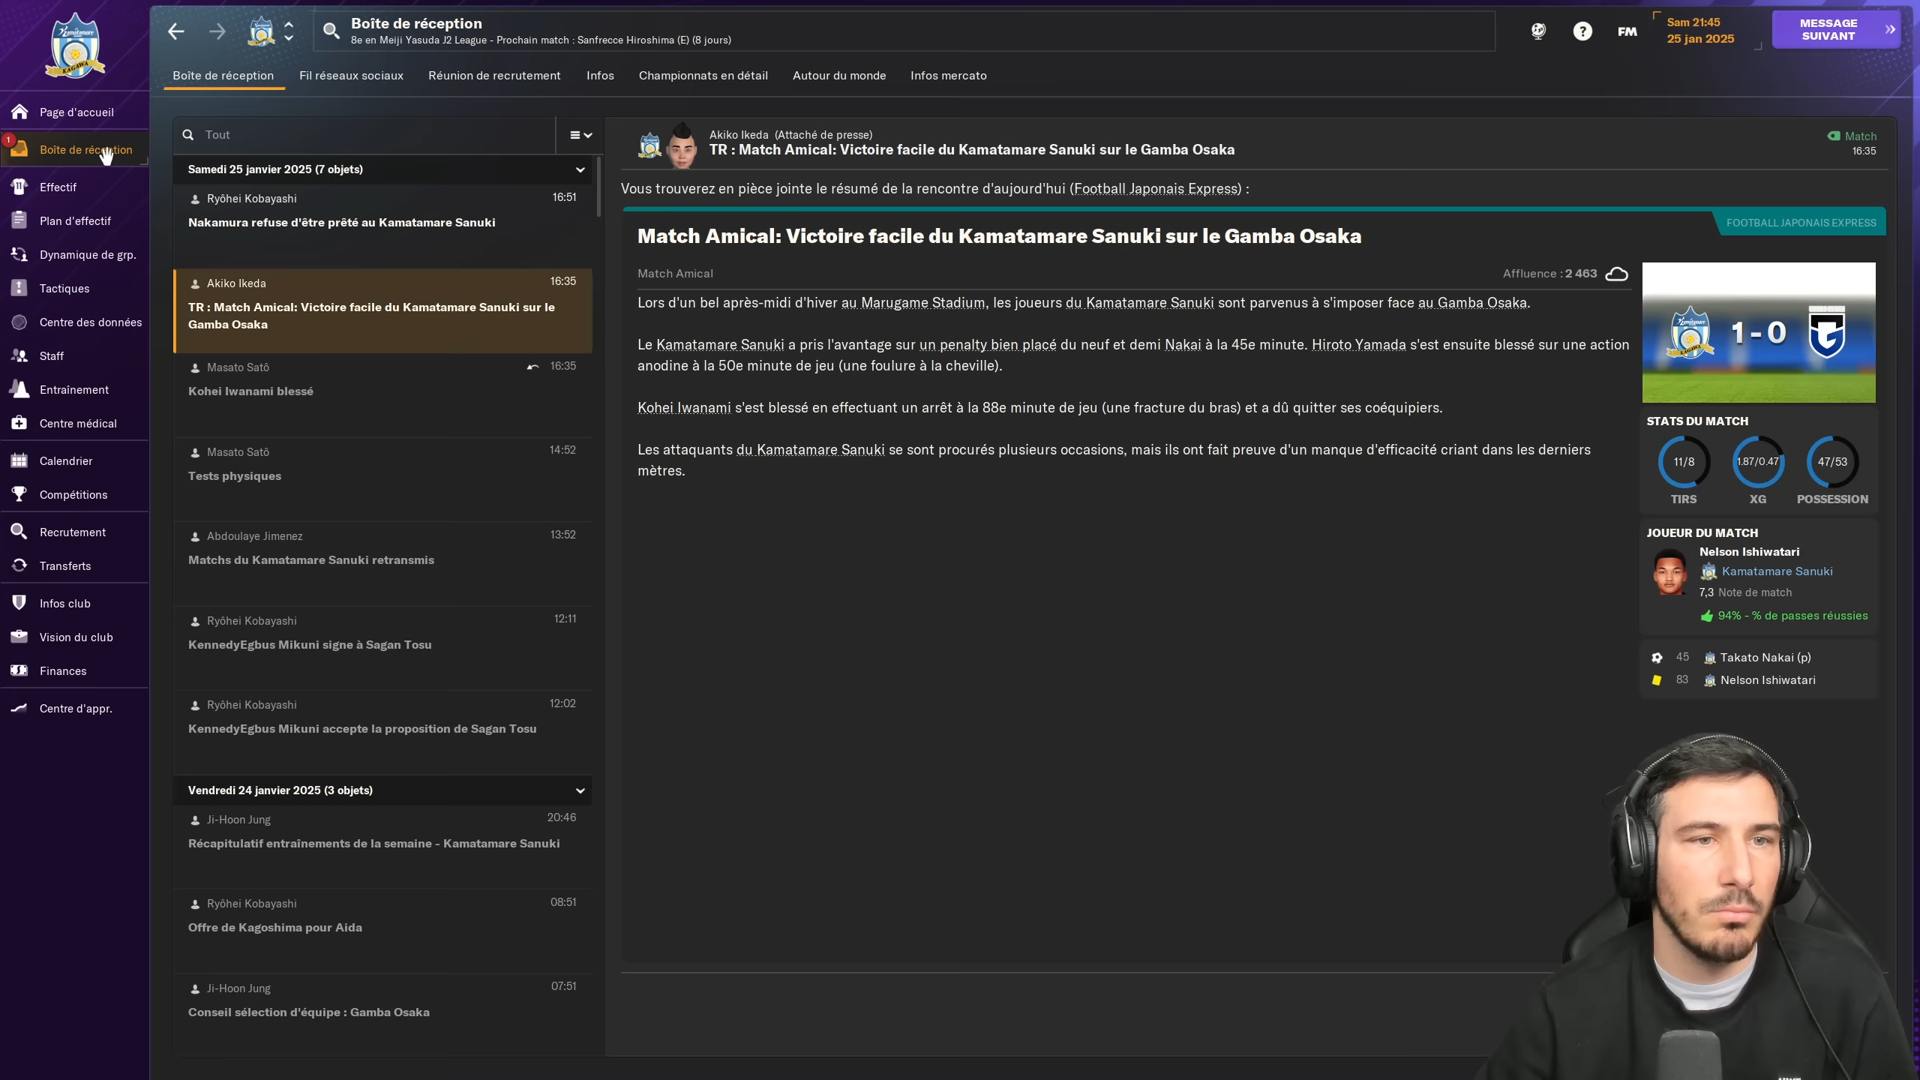 Boîte de réception
8e en Meiji Yasuda J2 League - Prochain match : Sanfrecce Hiroshima (E) (8 jours)
FM
Sam 21:45
25 jan 2025
MESSAGE
SUIVANT
Boîte de réception
Fil réseaux sociaux
Réunion de recrutement
Infos
Championnats en détail
Autour du monde
Infos mercato
KAGAWA
Page d'accueil
1
Boîte de réception
Effectif
Plan d'effectif
Dynamique de grp.
Tactiques
Centre des données
Staff
Entraînement
Centre médical
Calendrier
Compétitions
Recrutement
Transferts
Infos club
Vision du club
Finances
Centre d'appr.
Tout
Samedi 25 janvier 2025 (7 objets)
Ryôhei Kobayashi
16:51
Nakamura refuse d'être prêté au Kamatamare Sanuki
Akiko Ikeda
16:35
TR : Match Amical: Victoire facile du Kamatamare Sanuki sur le
Gamba Osaka
Masato Satô
16:35
Kohei Iwanami blessé
Masato Satô
14:52
Tests physiques
Abdoulaye Jimenez
13:52
Matchs du Kamatamare Sanuki retransmis
Ryôhei Kobayashi
12:11
KennedyEgbus Mikuni signe à Sagan Tosu
Ryôhei Kobayashi
12:02
KennedyEgbus Mikuni accepte la proposition de Sagan Tosu
Vendredi 24 janvier 2025 (3 objets)
Ji-Hoon Jung
20:46
Récapitulatif entraînements de la semaine - Kamatamare Sanuki
Ryôhei Kobayashi
08:51
Offre de Kagoshima pour Aida
Ji-Hoon Jung
07:51
Conseil sélection d'équipe : Gamba Osaka
Akiko Ikeda (Attaché de presse)
TR : Match Amical: Victoire facile du Kamatamare Sanuki sur le Gamba Osaka
Match
16:35
Vous trouverez en pièce jointe le résumé de la rencontre d'aujourd'hui (Football Japonais Express) :
FOOTBALL JAPONAIS EXPRESS
Match Amical: Victoire facile du Kamatamare Sanuki sur le Gamba Osaka
Match Amical
Affluence : 2 463
Lors d'un bel après-midi d'hiver au Marugame Stadium, les joueurs du Kamatamare Sanuki sont parvenus à s'imposer face au Gamba Osaka.
Le Kamatamare Sanuki a pris l'avantage sur un penalty bien placé du neuf et demi Nakai à la 45e minute. Hiroto Yamada s'est ensuite blessé sur une action
anodine à la 50e minute de jeu (une foulure à la cheville).
Kohei Iwanami s'est blessé en effectuant un arrêt à la 88e minute de jeu (une fracture du bras) et a dû quitter ses coéquipiers.
Les attaquants du Kamatamare Sanuki se sont procurés plusieurs occasions, mais ils ont fait preuve d'un manque d'efficacité criant dans les derniers
mètres.
1 - 0
STATS DU MATCH
11/8
1.87/0.47
47/53
TIRS
XG
POSSESSION
JOUEUR DU MATCH
Nelson Ishiwatari
Kamatamare Sanuki
7,3 Note de match
94% - % de passes réussies
45 Takato Nakai (p)
83 Nelson Ishiwatari